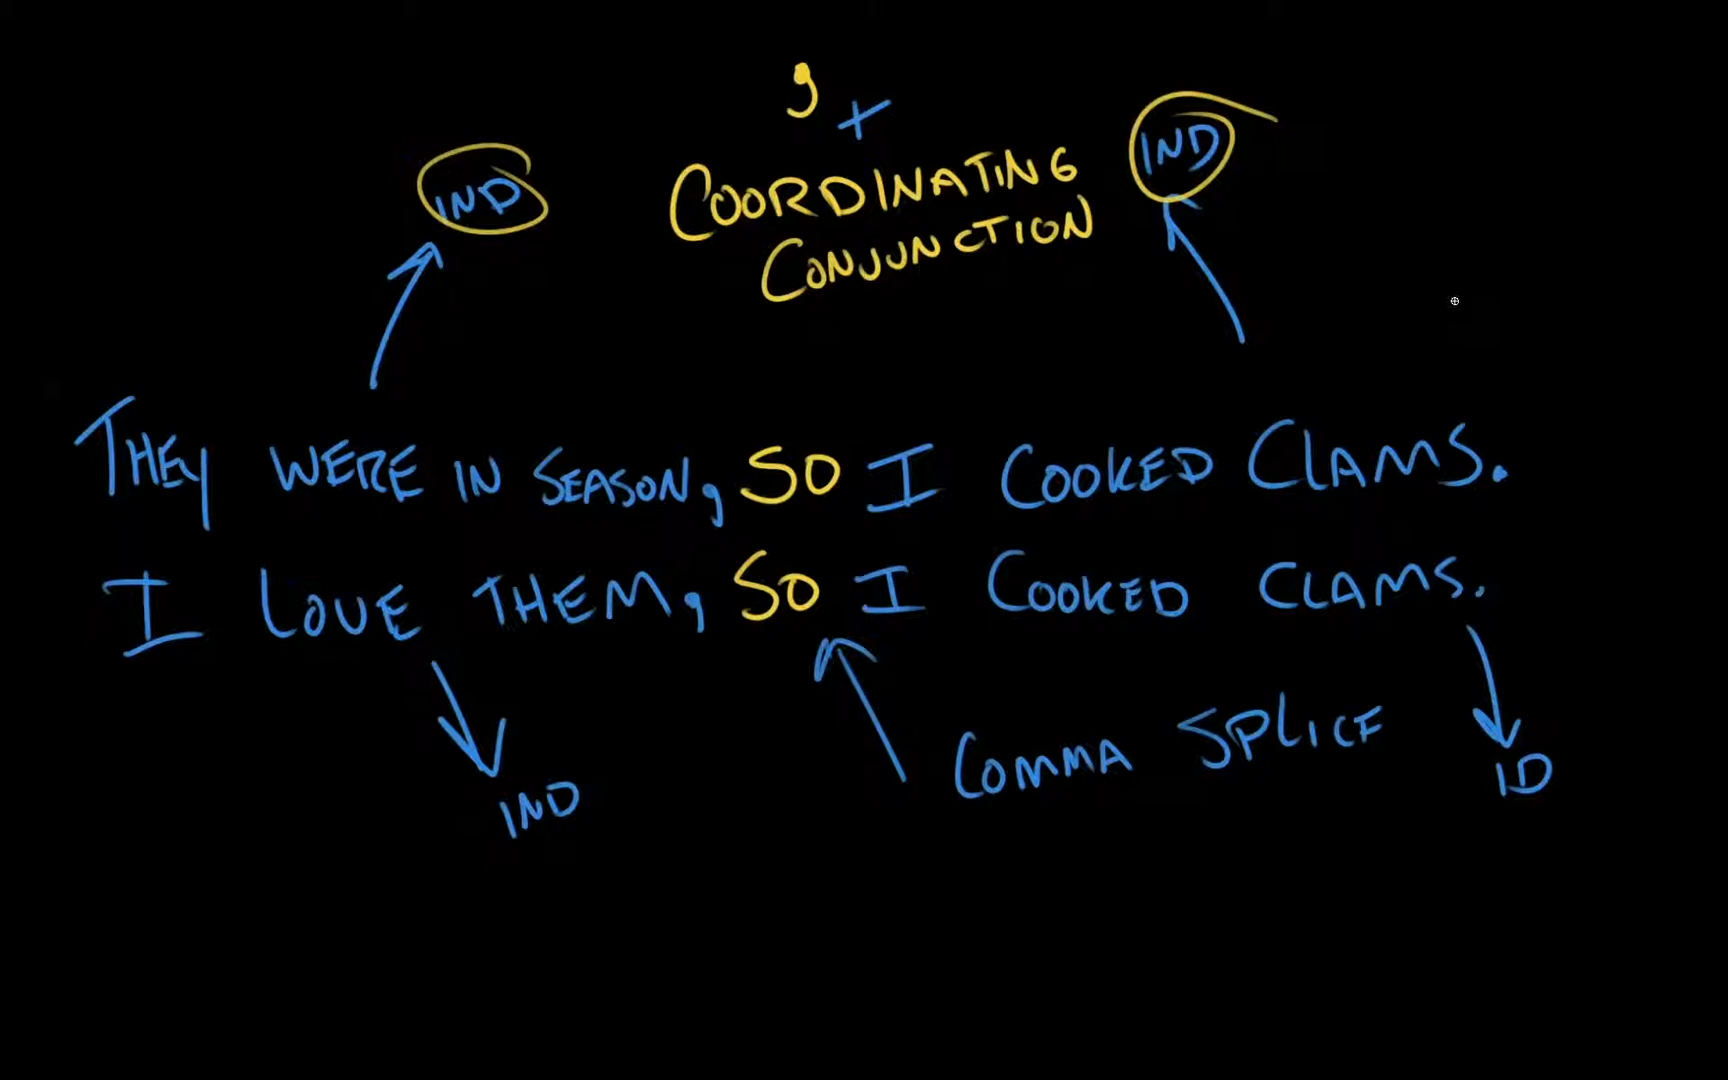 , +
IND COORDINATING IND
CONJUNCTION
THEY WERE IN SEASON, SO I COOKED CLAMS.
I LOVE THEM, SO I COOKED CLAMS.
COMMA SPLICE
IND ID